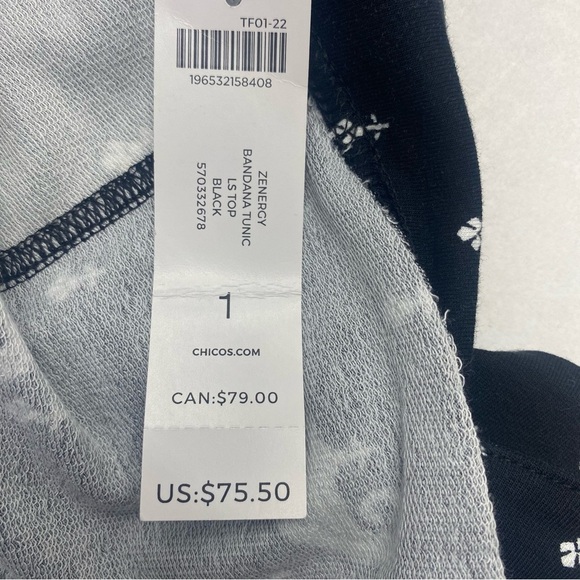 TF01-22
196532158408
ZENERGY
BANDANA TUNIC
LS TOP
BLACK
570332678
1
CHICOS.COM
CAN:$79.00
US:$75.50